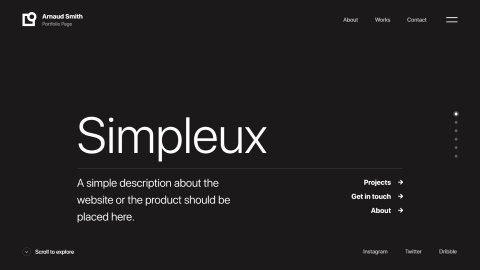 Arnaud Smith
Portfolio Page
About
Works
Contact
Simpleux
A simple description about the
website or the product should be
placed here.
Projects →
Get in touch →
About →
Scroll to explore
Instagram
Twitter
Dribble